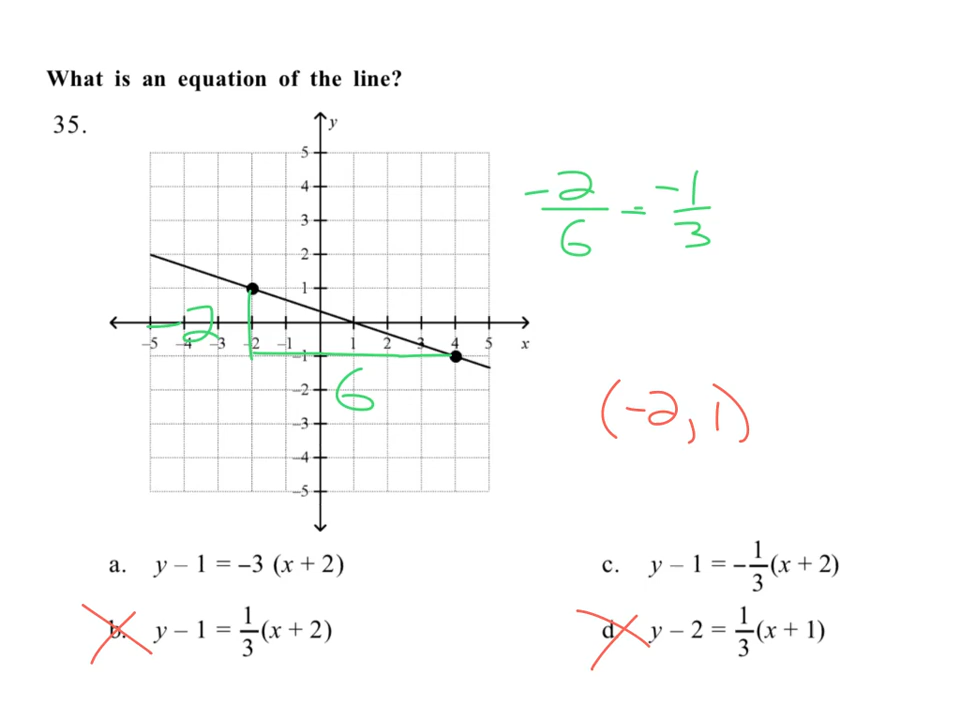 What is an equation of the line?
35.
y
5
4
3
2
1
-2
–5 –4 –3 –2 –1 1 2 3 4 5 x
–1
–2
–3
–4
–5
6
-2/6 = -1/3
(-2, 1)
a. y – 1 = –3 (x + 2)
c. y – 1 = –1/3(x + 2)
b. y – 1 = 1/3(x + 2)
d y – 2 = 1/3(x + 1)